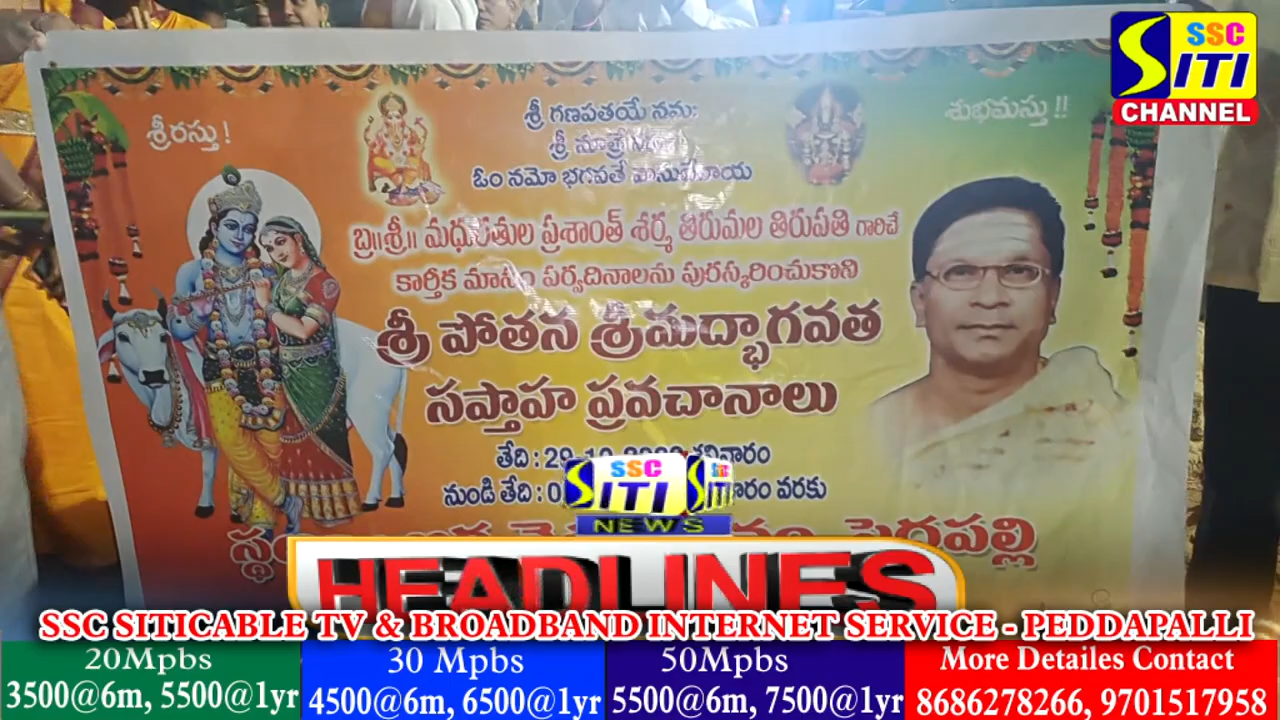 SSC
SITI
CHANNEL
శ్రీరస్తు !
శ్రీ గణపతయే నమః
శుభమస్తు !!
శ్రీ
ఓం నమో భగవతే వాసుదేవాయ
బ్ర॥శ్రీ॥ మధుపతుల ప్రశాంత్ శర్మ తిరుమల తిరుపతి గారిచే
కార్తీక మాసం పర్వదినాలను పురస్కరించుకొని
శ్రీ పోతన శ్రీమద్భాగవత
సప్తాహ ప్రవచనాలు
తేది : 29-10- శనివారం
నుండి తేది : వరకు
పెద్దపల్లి
SSC
SITI
NEWS
HEADLINES
SSC SITICABLE TV & BROADBAND INTERNET SERVICE - PEDDAPALLI
20Mpbs
3500@6m, 5500@1yr
30 Mpbs
4500@6m, 6500@1yr
50Mpbs
5500@6m, 7500@1yr
More Detailes Contact
8686278266, 9701517958